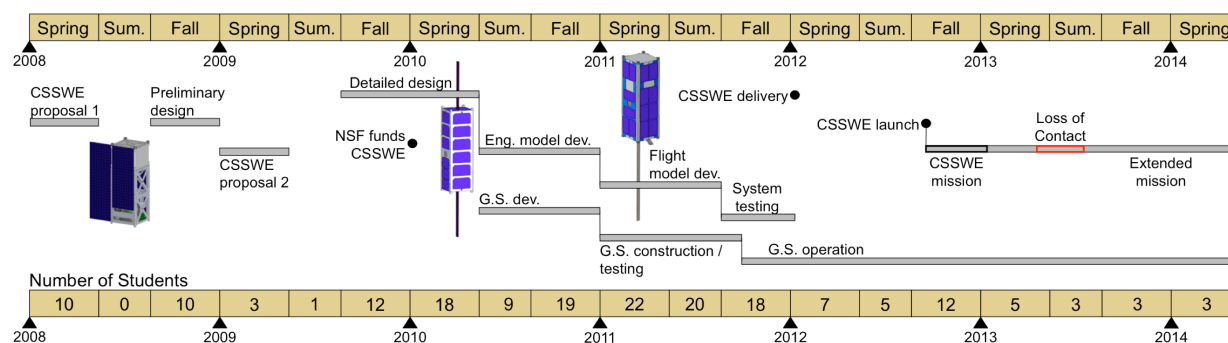 Spring Sum. Fall Spring Sum. Fall Spring Sum. Fall Spring Sum. Fall Spring Sum. Fall Spring Sum. Fall Spring
2008 2009 2010 2011 2012 2013 2014
CSSWE
proposal 1
Preliminary
design
CSSWE
proposal 2
Detailed design
NSF funds
CSSWE
Eng. model dev.
G.S. dev.
Flight
model dev.
G.S. construction /
testing
CSSWE delivery
System
testing
G.S. operation
CSSWE launch
CSSWE
mission
Loss of
Contact
Extended
mission
Number of Students
10 0 10 3 1 12 18 9 19 22 20 18 7 5 12 5 3 3 3
2008 2009 2010 2011 2012 2013 2014